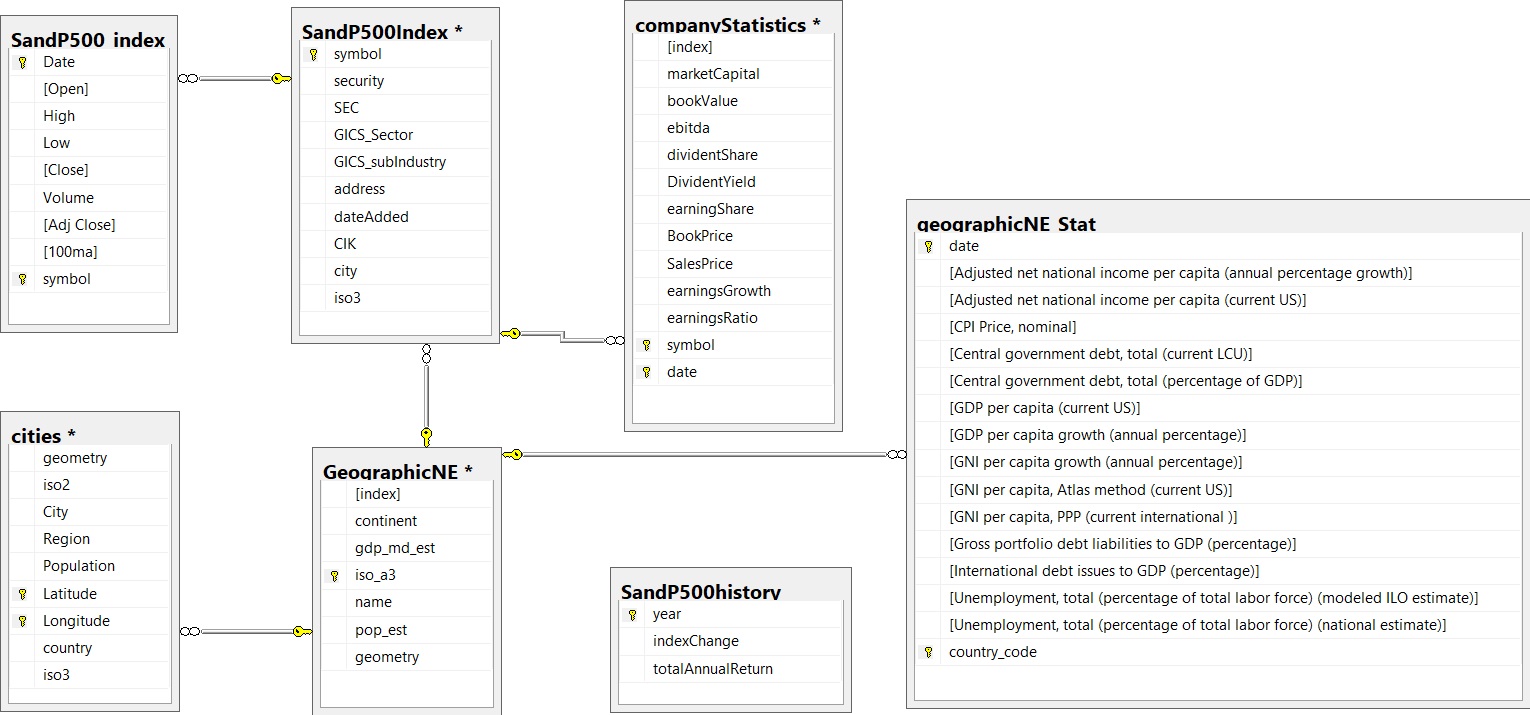 SandP500_index
Date
[Open]
High
Low
[Close]
Volume
[Adj Close]
[100ma]
symbol
SandP500Index *
symbol
security
SEC
GICS_Sector
GICS_subIndustry
address
dateAdded
CIK
city
iso3
companyStatistics *
[index]
marketCapital
bookValue
ebitda
dividentShare
DividentYield
earningShare
BookPrice
SalesPrice
earningsGrowth
earningsRatio
symbol
date
geographicNE_Stat
date
[Adjusted net national income per capita (annual percentage growth)]
[Adjusted net national income per capita (current US)]
[CPI Price, nominal]
[Central government debt, total (current LCU)]
[Central government debt, total (percentage of GDP)]
[GDP per capita (current US)]
[GDP per capita growth (annual percentage)]
[GNI per capita growth (annual percentage)]
[GNI per capita, Atlas method (current US)]
[GNI per capita, PPP (current international )]
[Gross portfolio debt liabilities to GDP (percentage)]
[International debt issues to GDP (percentage)]
[Unemployment, total (percentage of total labor force) (modeled ILO estimate)]
[Unemployment, total (percentage of total labor force) (national estimate)]
country_code
cities *
geometry
iso2
City
Region
Population
Latitude
Longitude
country
iso3
GeographicNE *
[index]
continent
gdp_md_est
iso_a3
name
pop_est
geometry
SandP500history
year
indexChange
totalAnnualReturn